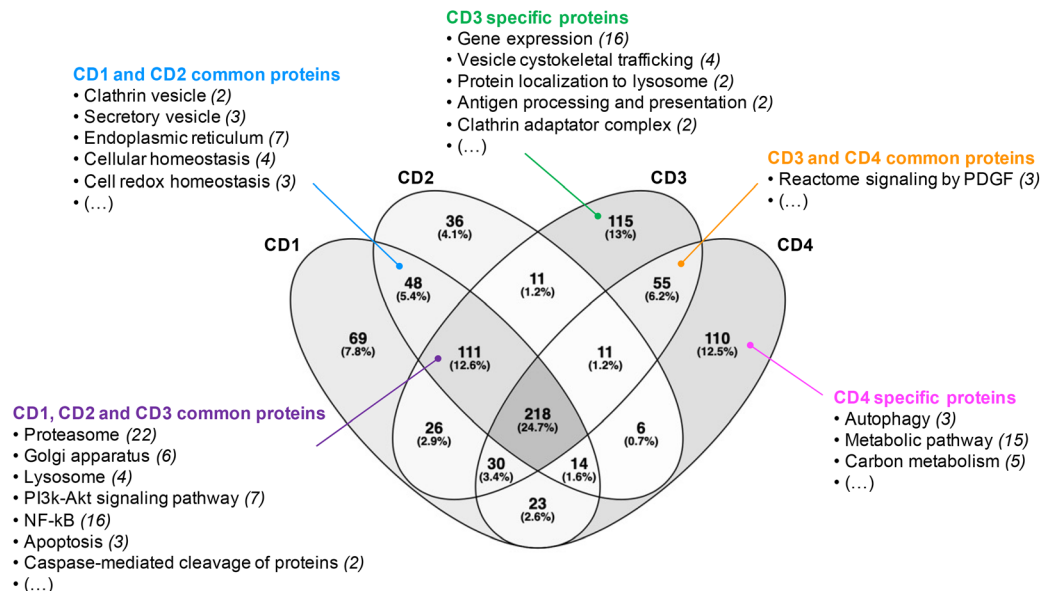 CD3 specific proteins
• Gene expression (16)
• Vesicle cystokeletal trafficking (4)
• Protein localization to lysosome (2)
• Antigen processing and presentation (2)
• Clathrin adaptator complex (2)
• (…)
CD1 and CD2 common proteins
• Clathrin vesicle (2)
• Secretory vesicle (3)
• Endoplasmic reticulum (7)
• Cellular homeostasis (4)
• Cell redox homeostasis (3)
• (…)
CD3 and CD4 common proteins
• Reactome signaling by PDGF (3)
• (…)
CD1
CD2
CD3
CD4
36
(4.1%)
115
(13%)
48
(5.4%)
11
(1.2%)
55
(6.2%)
69
(7.8%)
111
(12.6%)
11
(1.2%)
110
(12.5%)
218
(24.7%)
26
(2.9%)
6
(0.7%)
30
(3.4%)
14
(1.6%)
23
(2.6%)
CD4 specific proteins
• Autophagy (3)
• Metabolic pathway (15)
• Carbon metabolism (5)
• (…)
CD1, CD2 and CD3 common proteins
• Proteasome (22)
• Golgi apparatus (6)
• Lysosome (4)
• PI3k-Akt signaling pathway (7)
• NF-kB (16)
• Apoptosis (3)
• Caspase-mediated cleavage of proteins (2)
• (…)